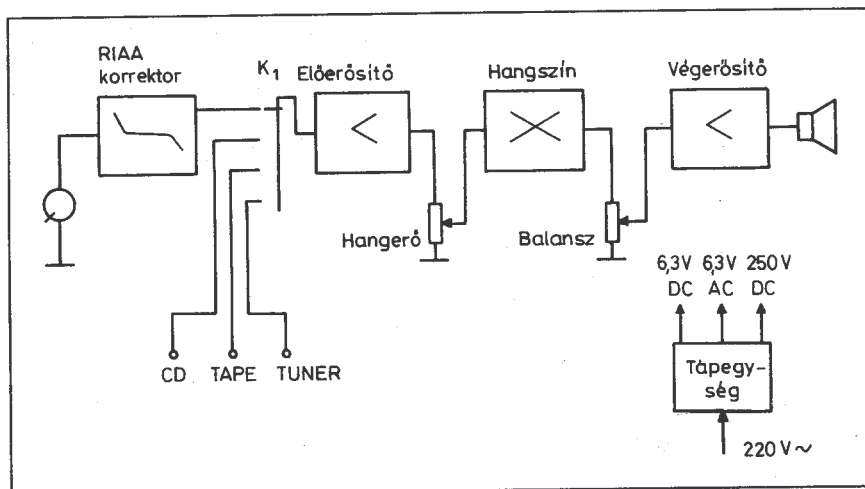 RIAA
korrektor
K₁
Előerősítő
Hangszín
Végerősítő
Hangerő
Balansz
CD
TAPE
TUNER
6,3V
DC
6,3V
AC
250V
DC
Tápegy-
ség
220V~